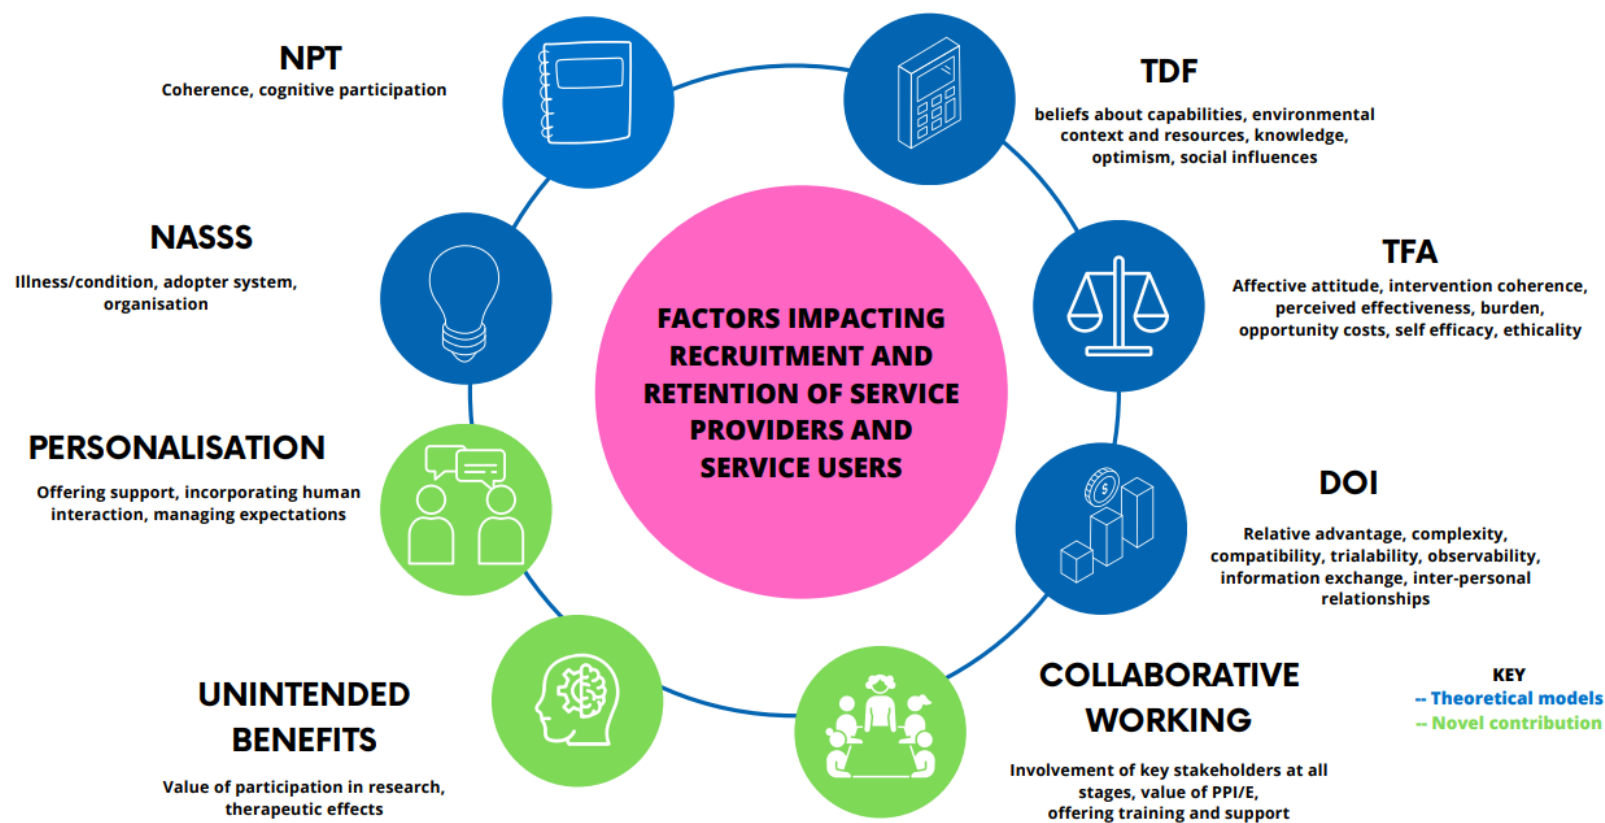 NPT
Coherence, cognitive participation
TDF
beliefs about capabilities, environmental
context and resources, knowledge,
optimism, social influences
NASSS
Illness/condition, adopter system,
organisation
TFA
Affective attitude, intervention coherence,
perceived effectiveness, burden,
opportunity costs, self efficacy, ethicality
FACTORS IMPACTING
RECRUITMENT AND
RETENTION OF SERVICE
PROVIDERS AND
SERVICE USERS
PERSONALISATION
Offering support, incorporating human
interaction, managing expectations
DOI
Relative advantage, complexity,
compatibility, trialability, observability,
information exchange, inter-personal
relationships
$
UNINTENDED
BENEFITS
Value of participation in research,
therapeutic effects
COLLABORATIVE
WORKING
Involvement of key stakeholders at all
stages, value of PPI/E,
offering training and support
KEY
-- Theoretical models
-- Novel contribution